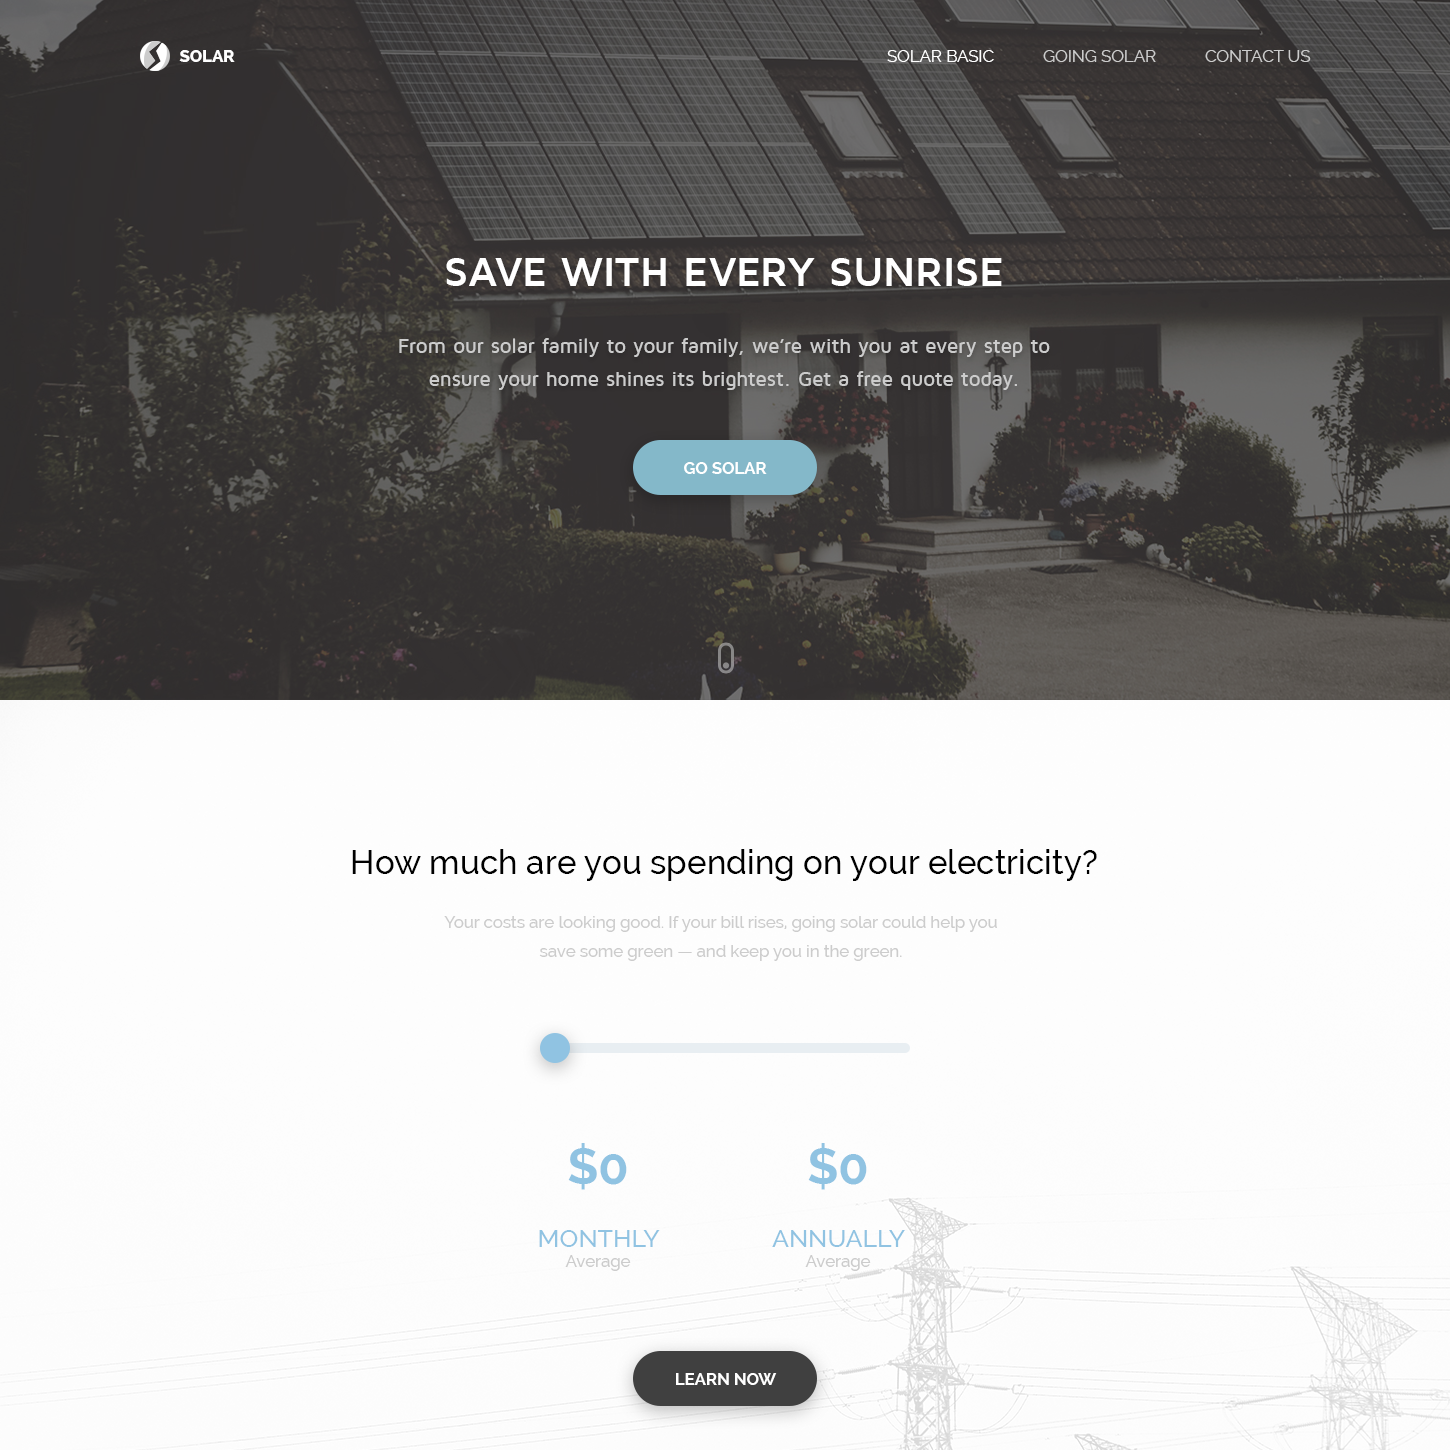 SOLAR
SOLAR BASIC
GOING SOLAR
CONTACT US
SAVE WITH EVERY SUNRISE
From our solar family to your family, we're with you at every step to
ensure your home shines its brightest. Get a free quote today.
GO SOLAR
How much are you spending on your electricity?
Your costs are looking good. If your bill rises, going solar could help you
save some green — and keep you in the green.
$0
$0
MONTHLY
ANNUALLY
Average
Average
LEARN NOW